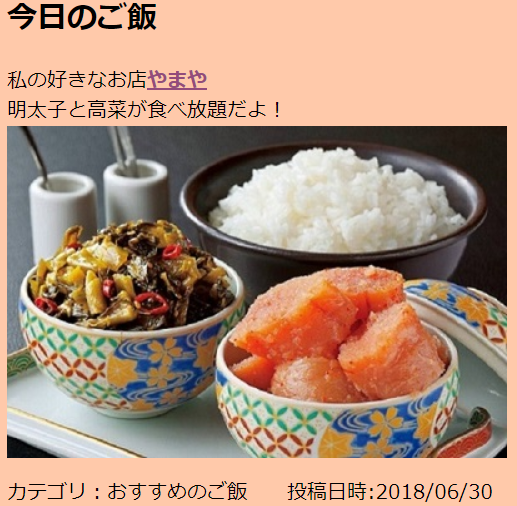 今日のご飯
私の好きなお店やまや
明太子と高菜が食べ放題だよ！
カテゴリ：おすすめのご飯　　投稿日時:2018/06/30